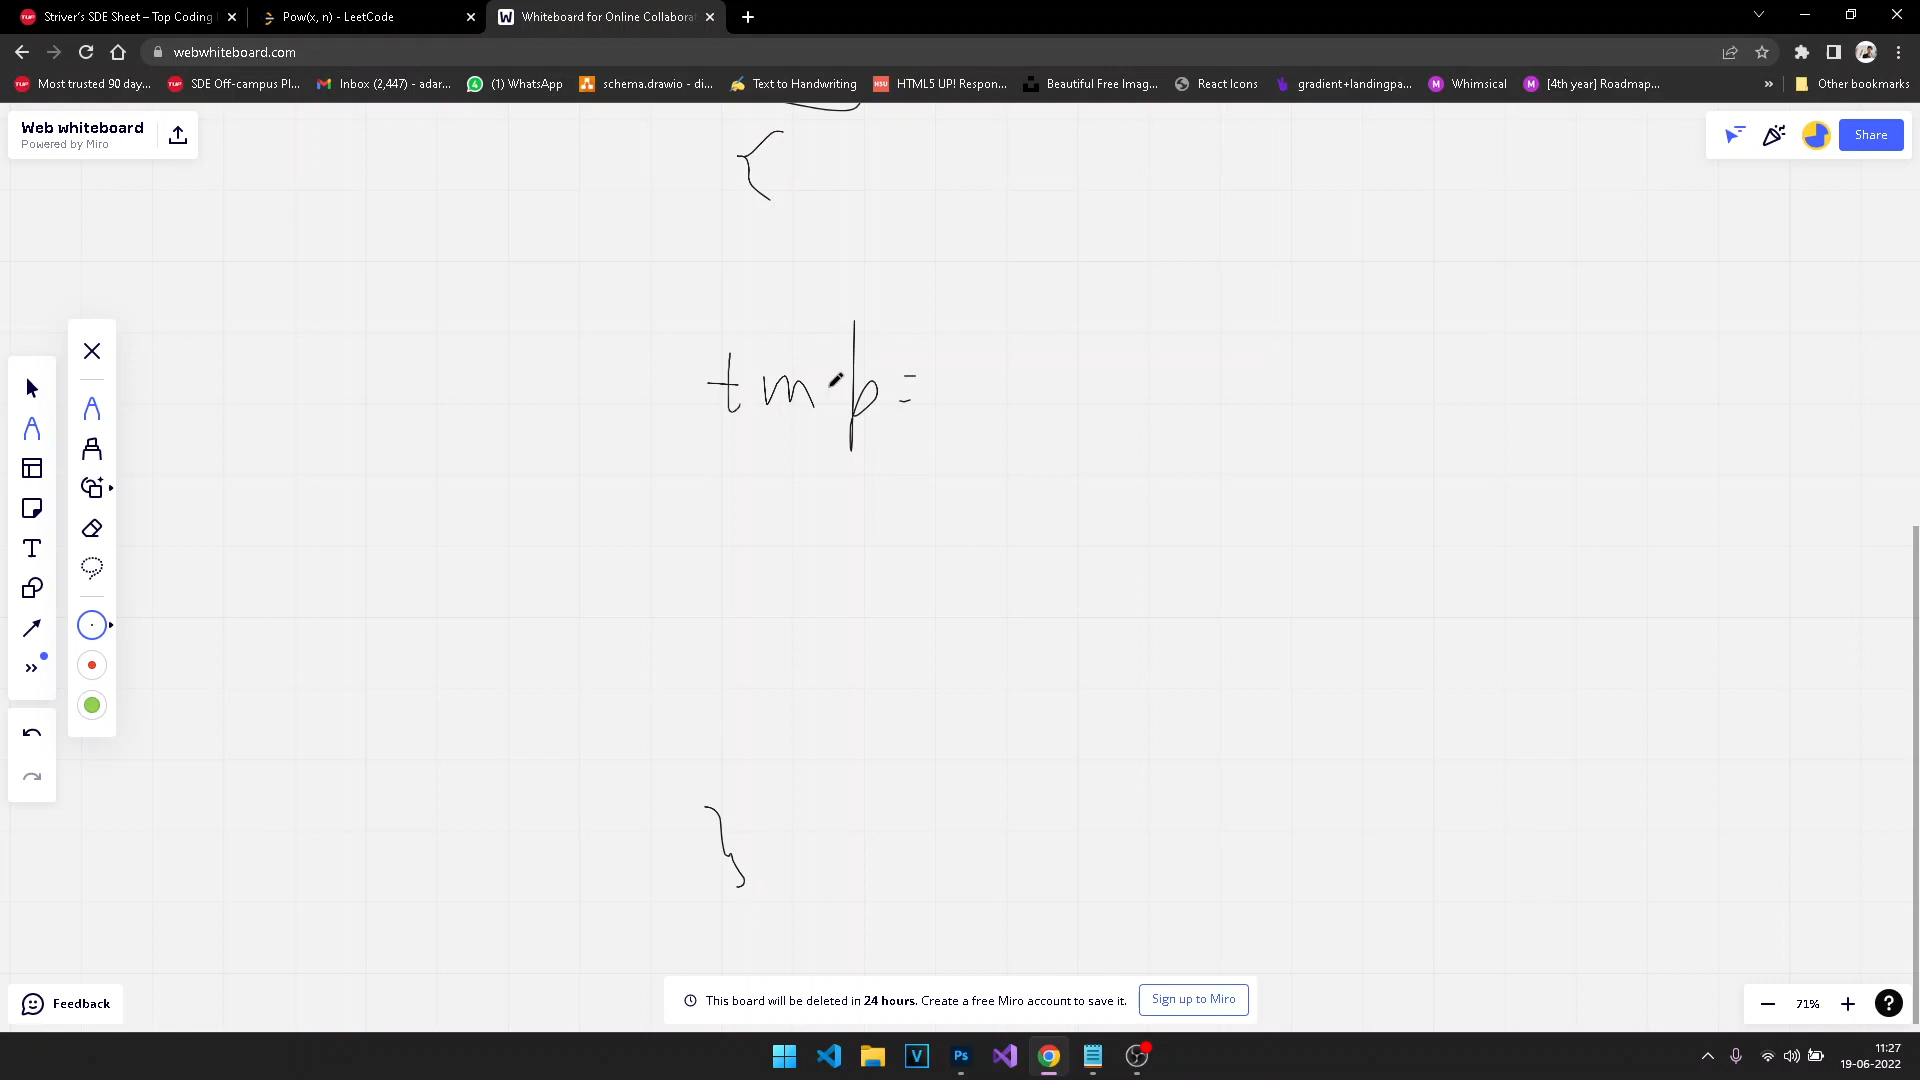 Striver's SDE Sheet – Top Coding
Pow(x, n) - LeetCode
Whiteboard for Online Collabora
webwhiteboard.com
Most trusted 90 day...
SDE Off-campus Pl...
Inbox (2,447) - adar...
(1) WhatsApp
schema.drawio - di...
Text to Handwriting
HTML5 UP! Respon...
Beautiful Free Imag...
React Icons
gradient+landingpa...
Whimsical
[4th year] Roadmap...
»
Other bookmarks
Web whiteboard
Powered by Miro
Share
{
tmp =
}
Feedback
This board will be deleted in 24 hours. Create a free Miro account to save it.
Sign up to Miro
71%
11:27
19-06-2022